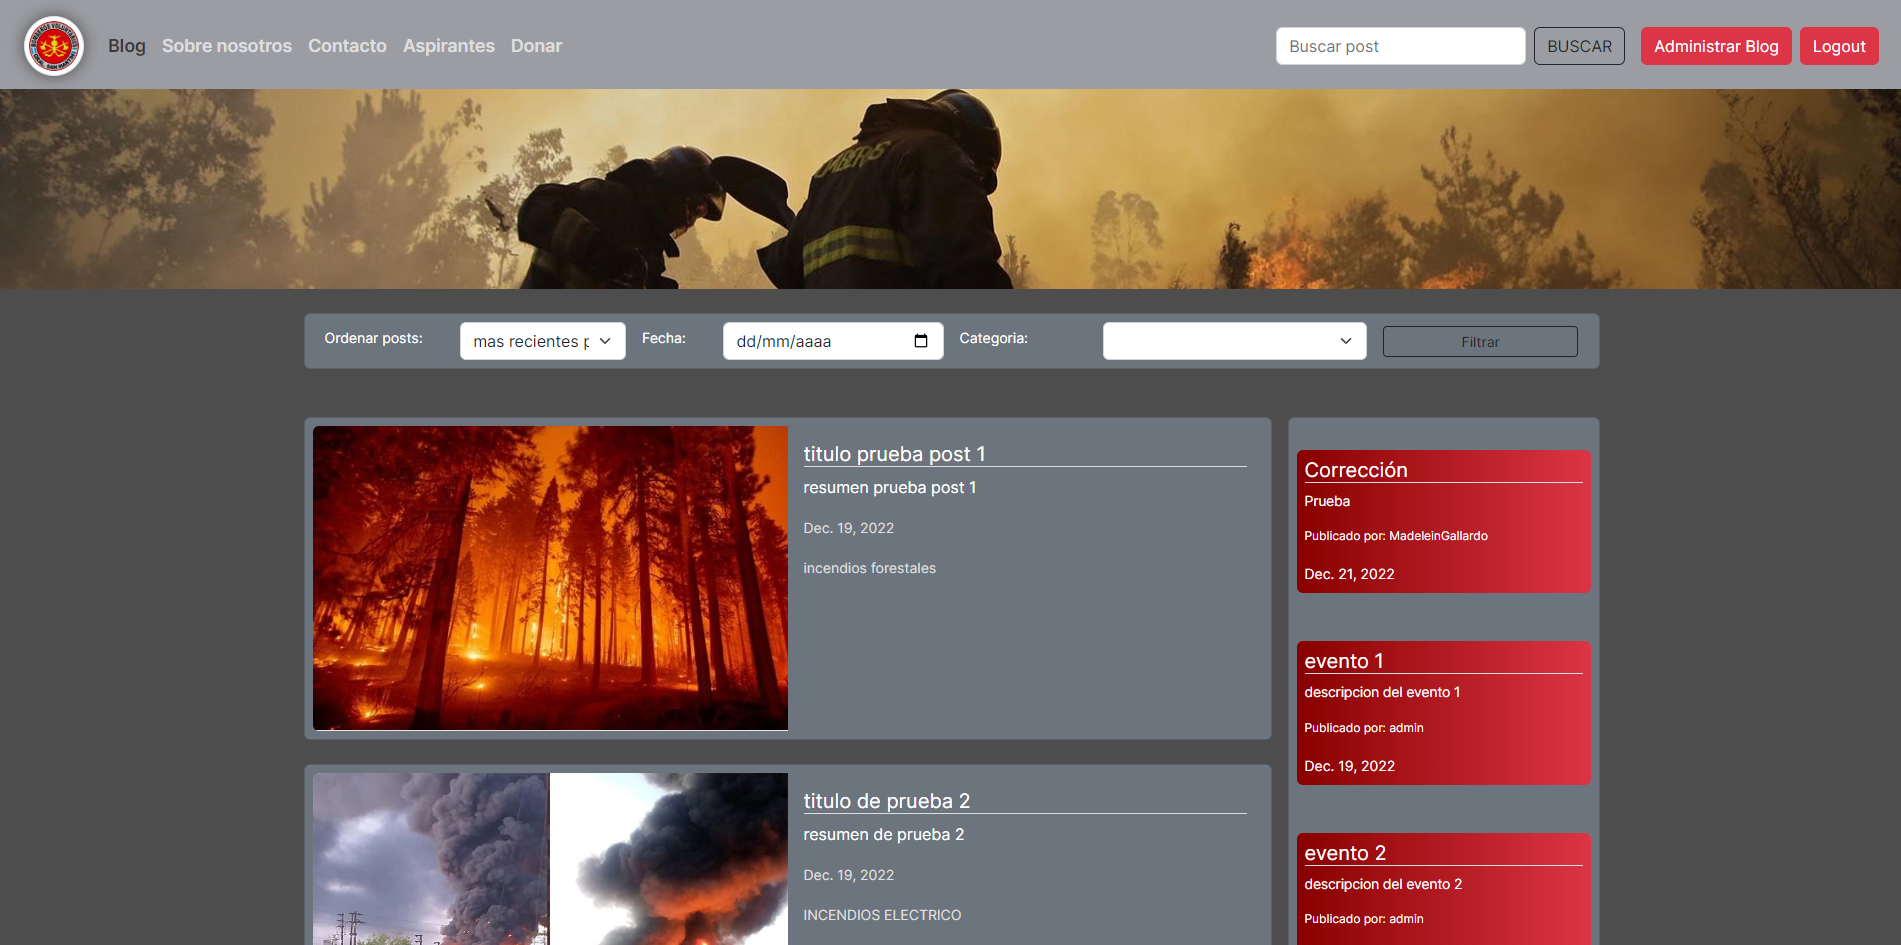 BOMBEROS VOLUNTARIOS
Blog Sobre nosotros Contacto Aspirantes Donar Buscar post BUSCAR Administrar Blog Logout
Ordenar posts: mas recientes p Fecha: dd/mm/aaaa Categoria: Filtrar
titulo prueba post 1
resumen prueba post 1
Dec. 19, 2022
incendios forestales
titulo de prueba 2
resumen de prueba 2
Dec. 19, 2022
INCENDIOS ELECTRICO
Corrección
Prueba
Publicado por: MadeleinGallardo
Dec. 21, 2022
evento 1
descripcion del evento 1
Publicado por: admin
Dec. 19, 2022
evento 2
descripcion del evento 2
Publicado por: admin